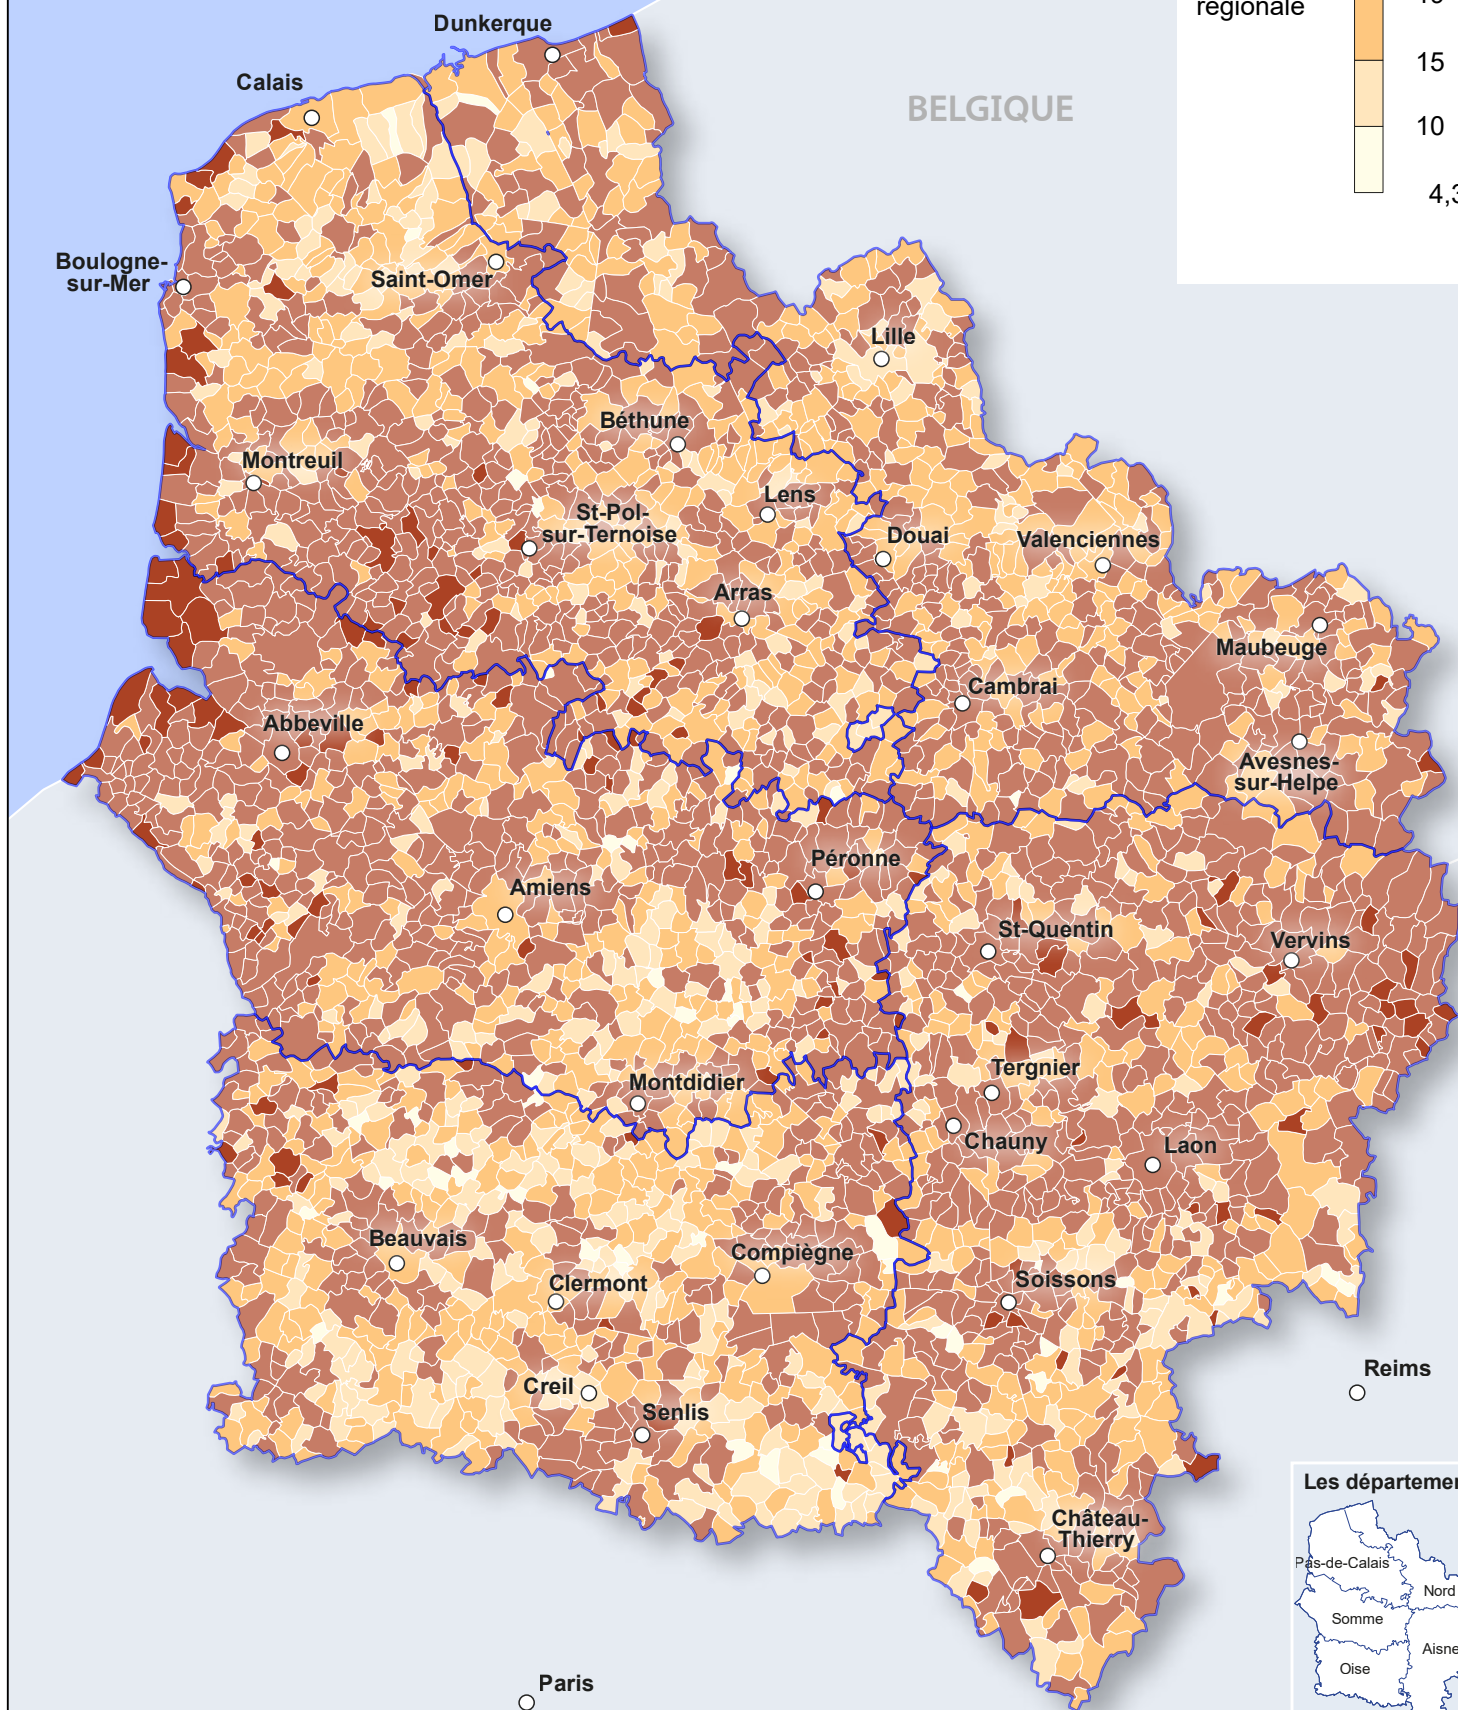 régionale
15
10
4,3
Dunkerque
Calais
BELGIQUE
Boulogne-
sur-Mer
Saint-Omer
Lille
Béthune
Montreuil
Lens
St-Pol-
sur-Ternoise
Douai
Valenciennes
Arras
Maubeuge
Cambrai
Abbeville
Avesnes-
sur-Helpe
Péronne
Amiens
St-Quentin
Vervins
Tergnier
Montdidier
Chauny
Laon
Beauvais
Compiègne
Clermont
Soissons
Reims
Creil
Senlis
Château-
Thierry
Paris
Les départemen
Pas-de-Calais
Nord
Somme
Aisne
Oise